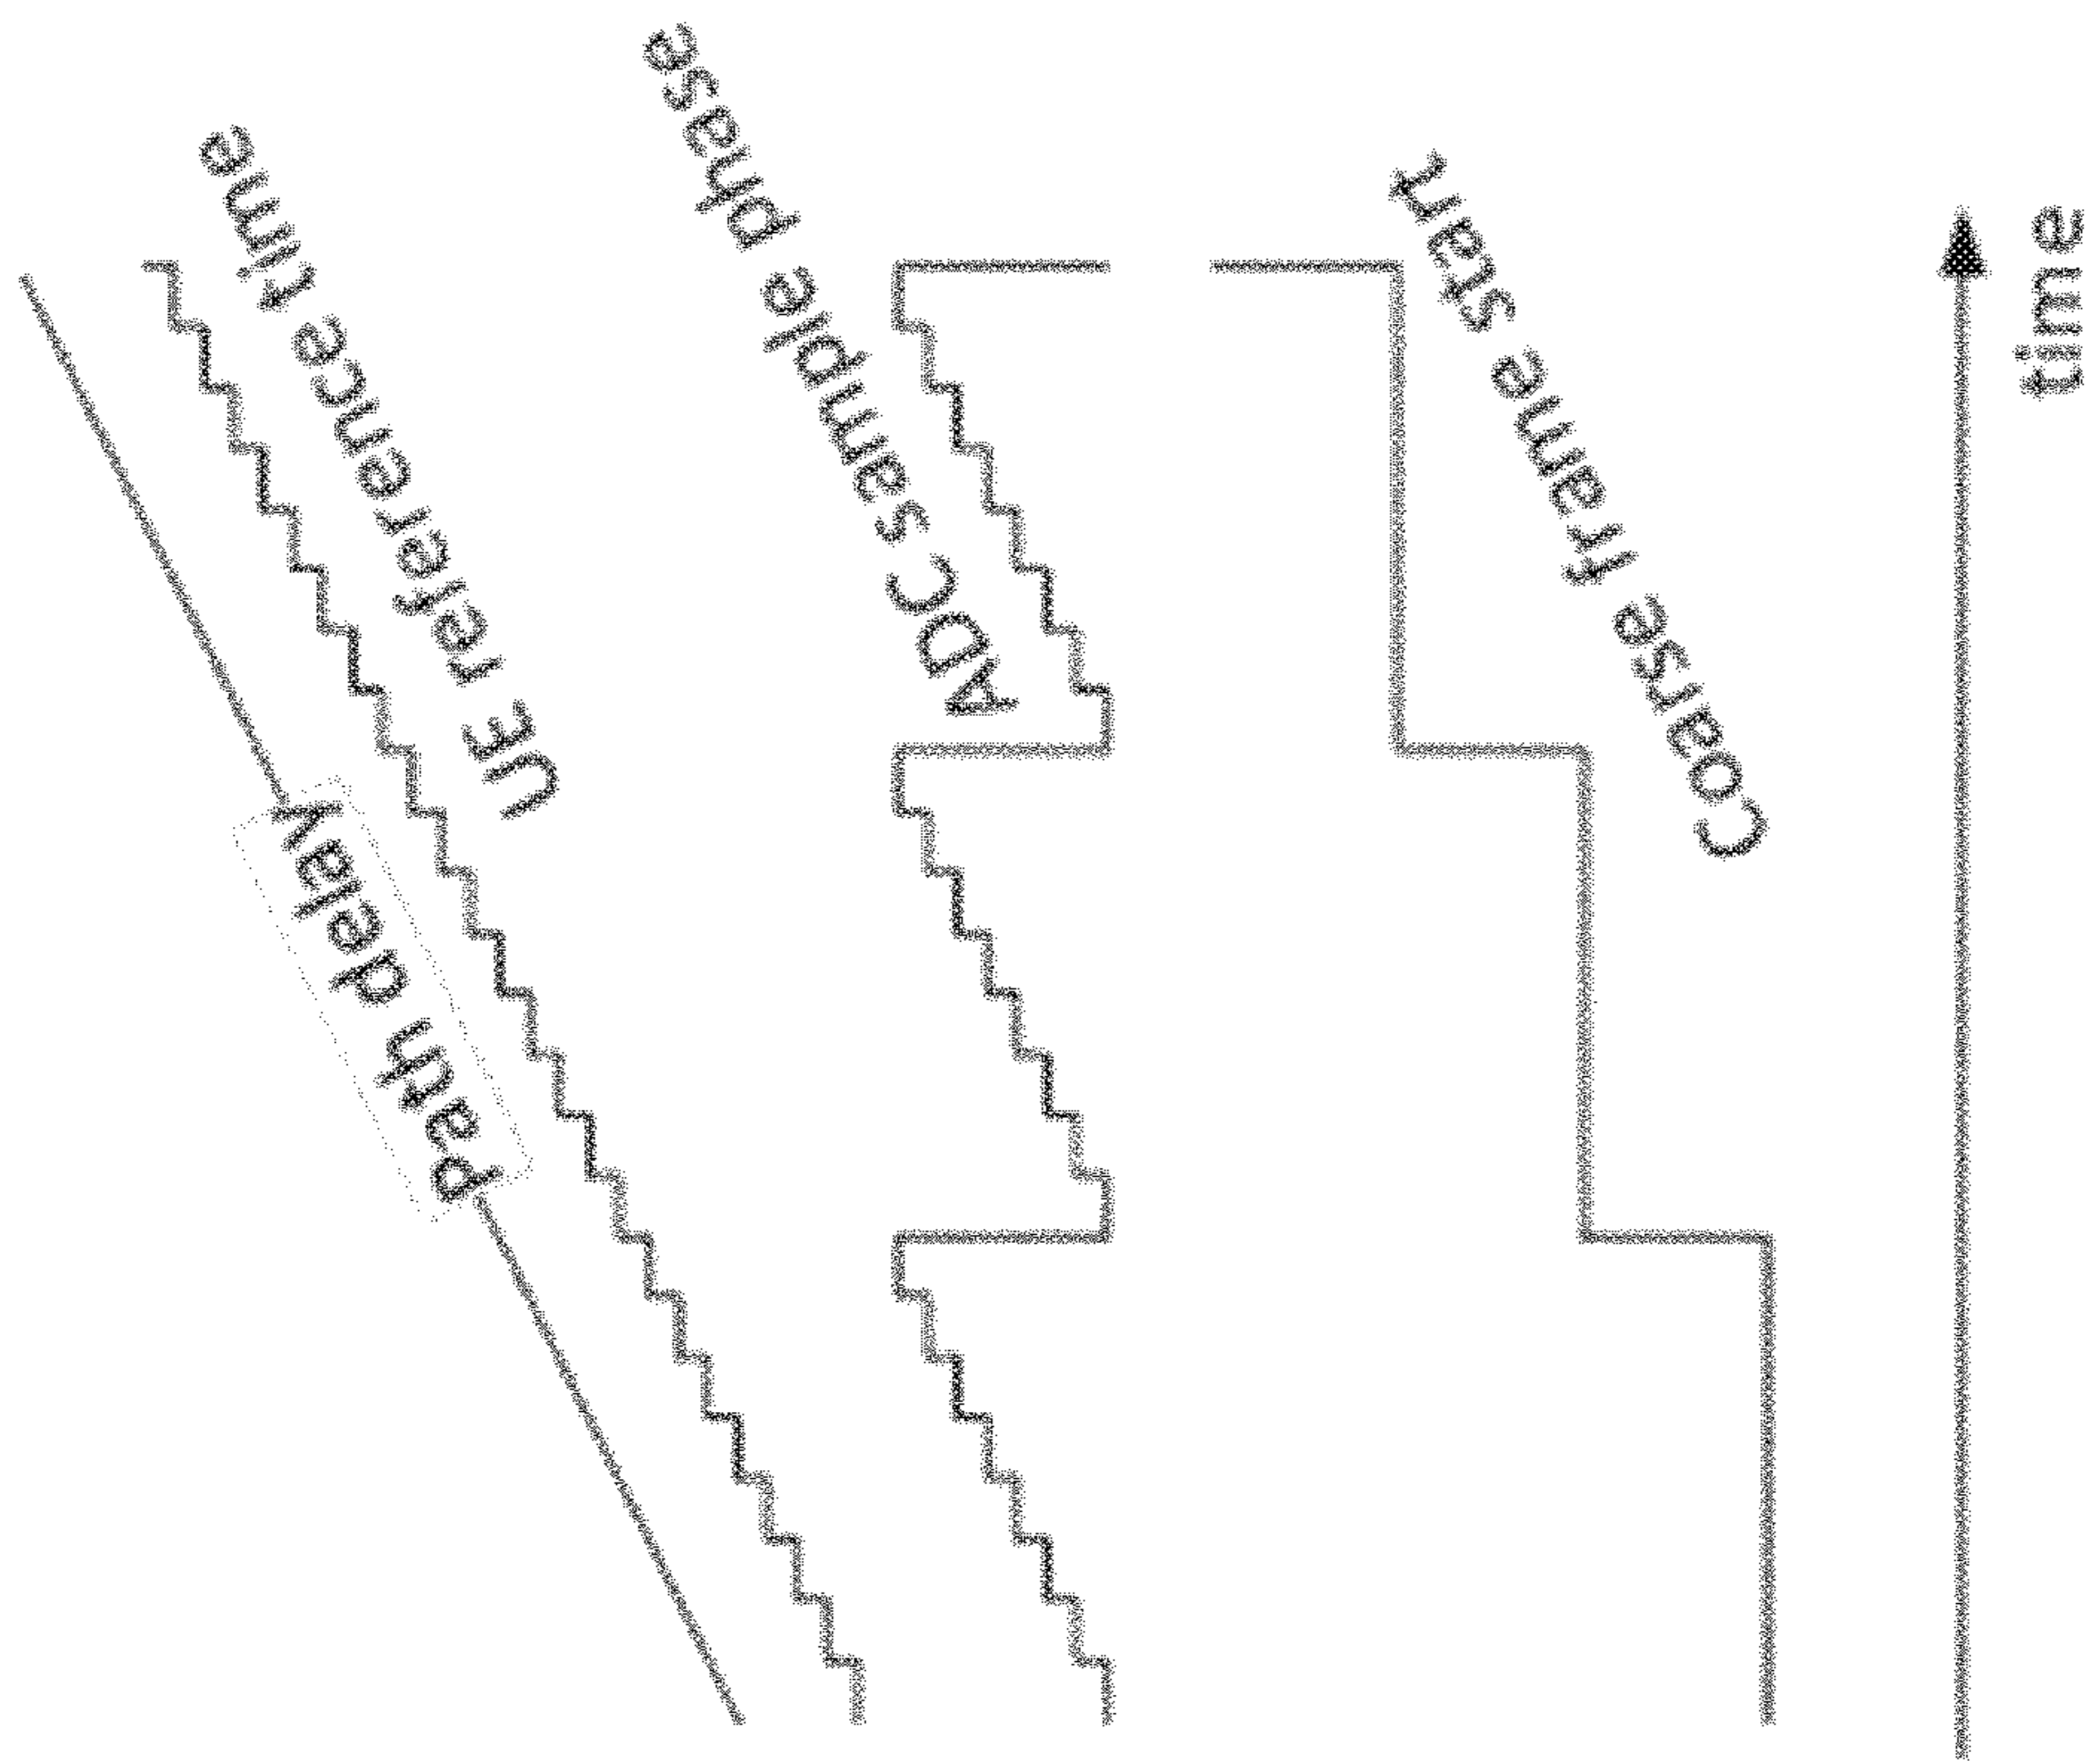 path delay
UE reference time
ADC sample phase
Coarse frame start
time